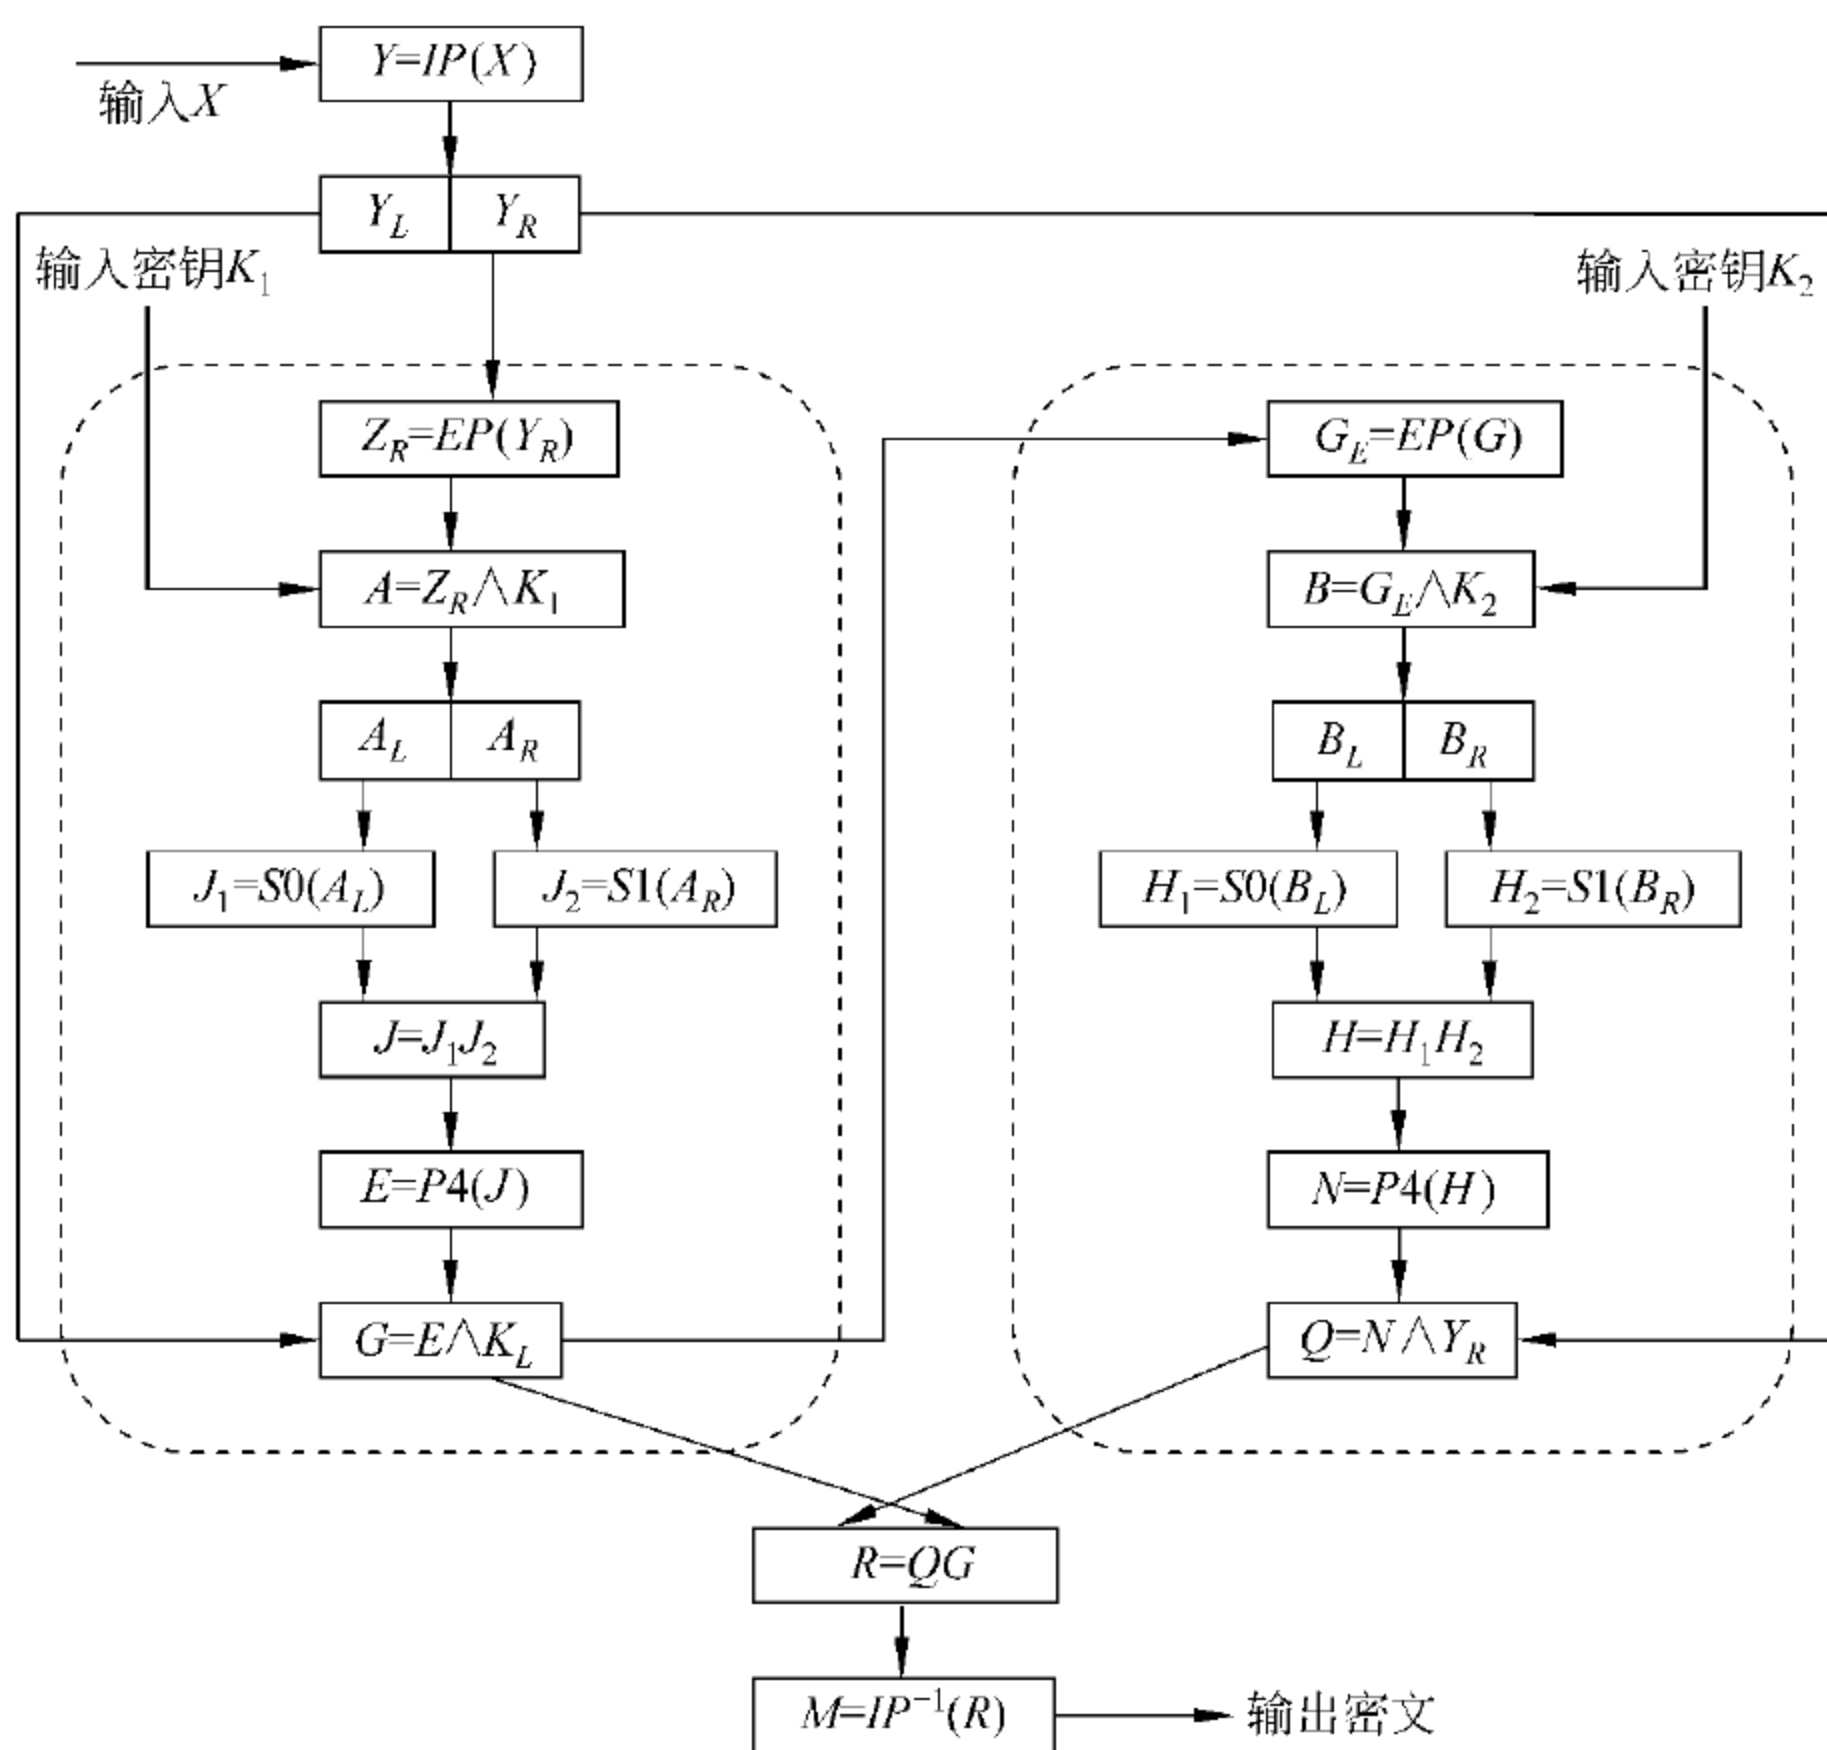 Y=IP(X)
输入X
Y_L Y_R
输入密钥K_1
输入密钥K_2
Z_R=EP(Y_R)
G_E=EP(G)
A=Z_R∧K_1
B=G_E∧K_2
A_L A_R
B_L B_R
J_1=S0(A_L)
J_2=S1(A_R)
H_1=S0(B_L)
H_2=S1(B_R)
J=J_1J_2
H=H_1H_2
E=P4(J)
N=P4(H)
G=E∧K_L
Q=N∧Y_R
R=QG
M=IP^{-1}(R)
输出密文